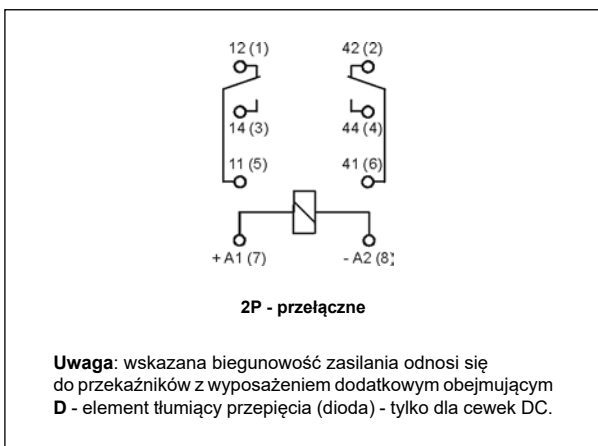 12 (1) 42 (2)
14 (3) 44 (4)
11 (5) 41 (6)
+ A1 (7) - A2 (8)
2P - przełączne
Uwaga: wskazana biegunowość zasilania odnosi się
do przekaźników z wyposażeniem dodatkowym obejmującym
D - element tłumiący przepięcia (dioda) - tylko dla cewek DC.